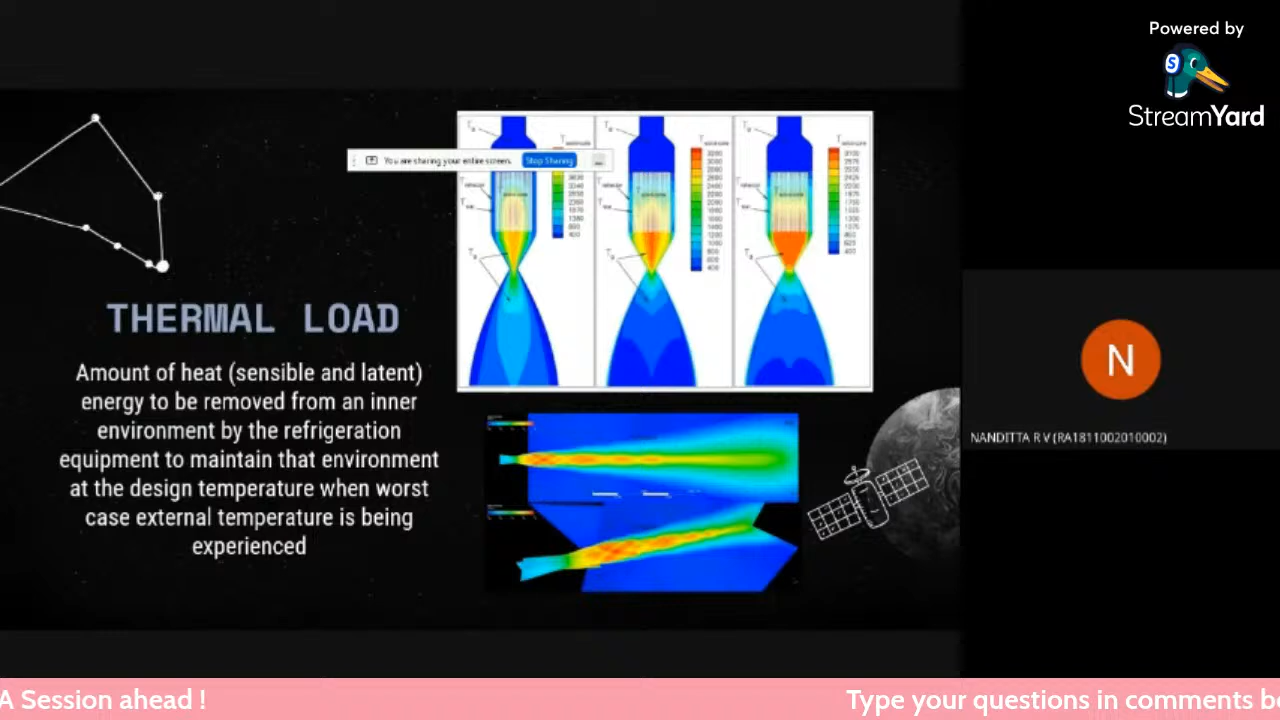 Powered by
StreamYard
You are sharing your entire screen.
Stop Sharing
THERMAL LOAD
Amount of heat (sensible and latent)
energy to be removed from an inner
environment by the refrigeration
equipment to maintain that environment
at the design temperature when worst
case external temperature is being
experienced
N
NANDITTA R V (RA1811002010002)
A Session ahead !
Type your questions in comments be